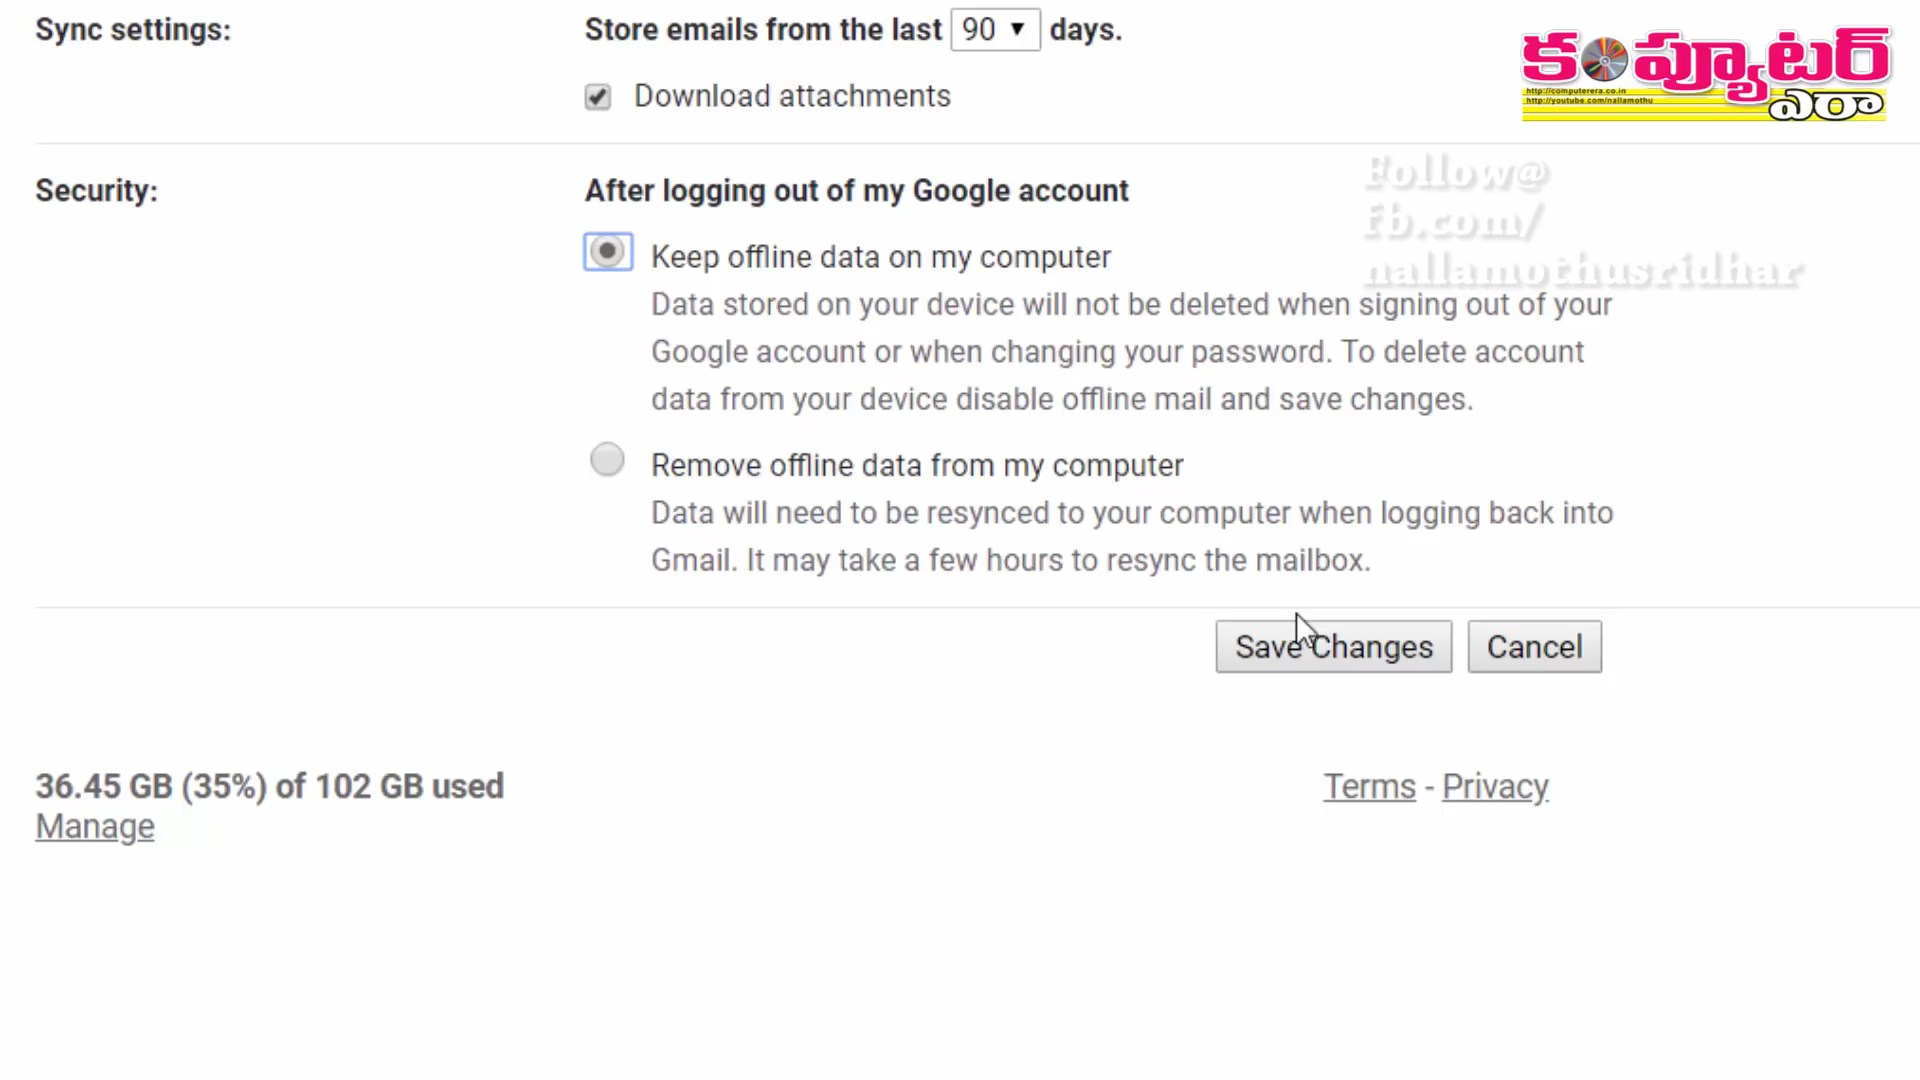 Sync settings:
Store emails from the last 90 days.
Download attachments
కంప్యూటర్
http://computerera.co.in
http://youtube.com/nallamothu
ఎరా
Security:
After logging out of my Google account
Follow@
fb.com/
nallamothusridhar
Keep offline data on my computer
Data stored on your device will not be deleted when signing out of your
Google account or when changing your password. To delete account
data from your device disable offline mail and save changes.
Remove offline data from my computer
Data will need to be resynced to your computer when logging back into
Gmail. It may take a few hours to resync the mailbox.
Save Changes
Cancel
36.45 GB (35%) of 102 GB used
Manage
Terms - Privacy